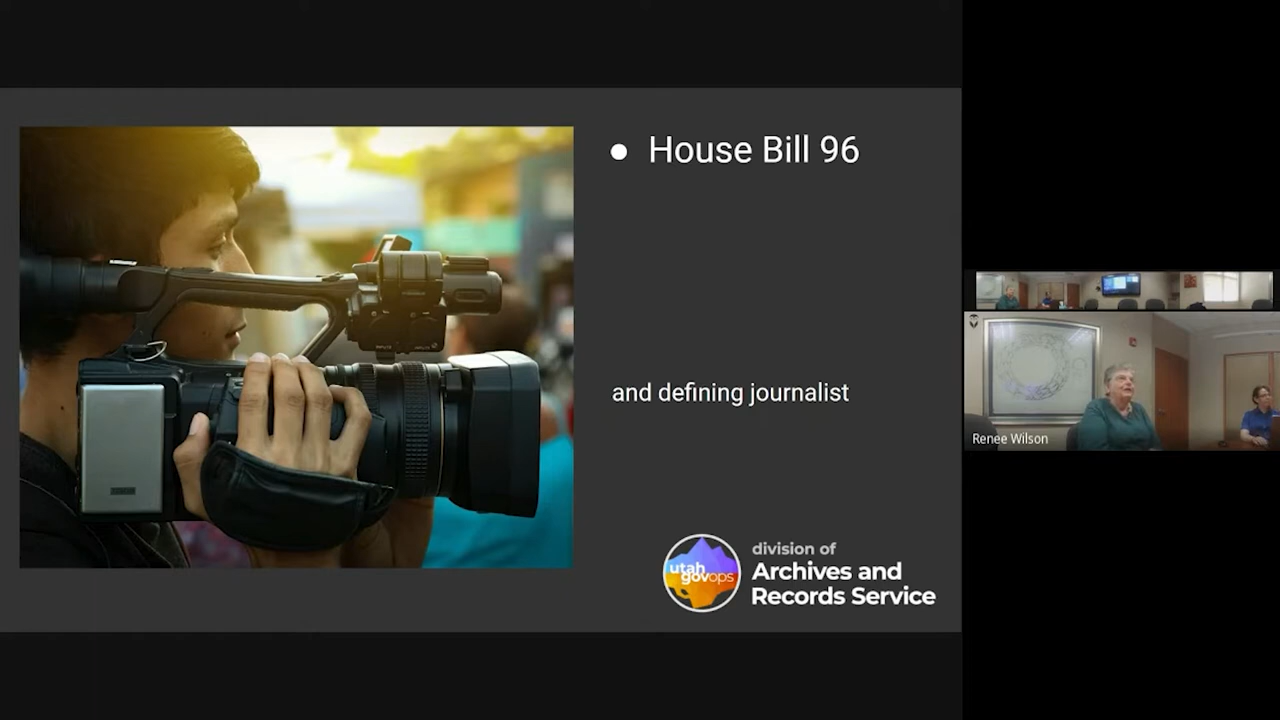 House Bill 96
and defining journalist
utah
govops
division of
Archives and
Records Service
Renee Wilson